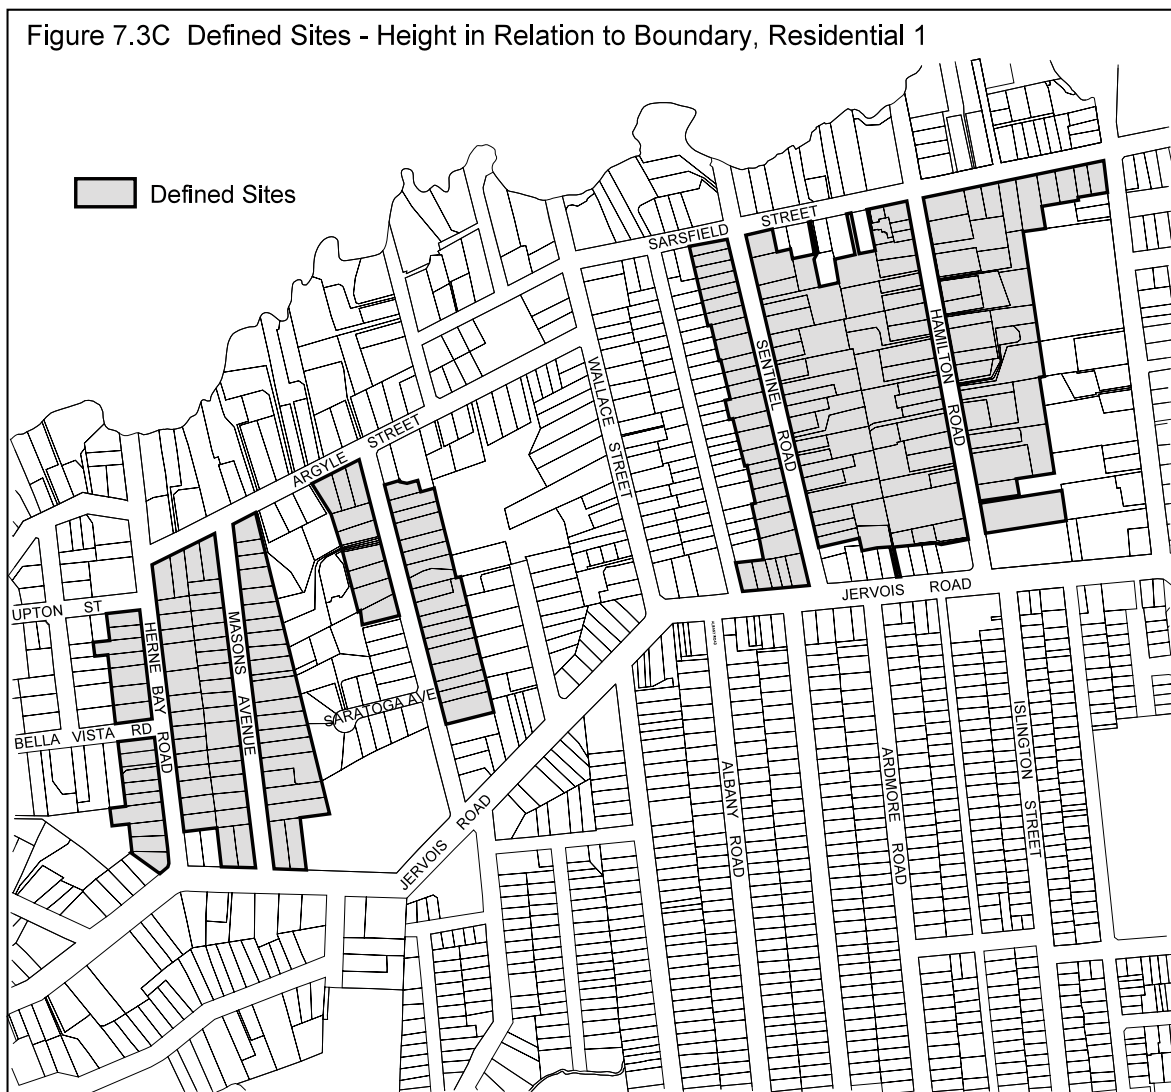 Figure 7.3C Defined Sites - Height in Relation to Boundary, Residential 1
Defined Sites
SARSFIELD STREET
SENTINEL ROAD
HAMILTON ROAD
WALLACE STREET
ARGYLE STREET
JERVOIS ROAD
UPTON ST
HERNE BAY ROAD
MASONS AVENUE
SARATOGA AVE
BELLA VISTA RD
JERVOIS ROAD
ALBANY ROAD
ARDMORE ROAD
ISLINGTON STREET